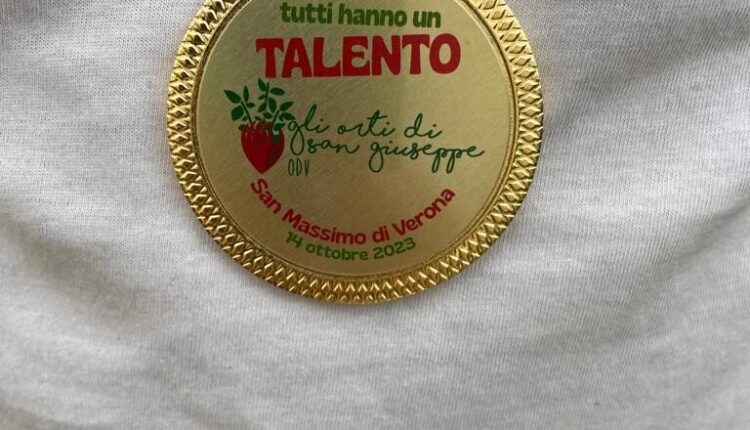 tutti hanno un
TALENTO
gli orti di
san giuseppe
ODV
San Massimo di Verona
14 ottobre 2023